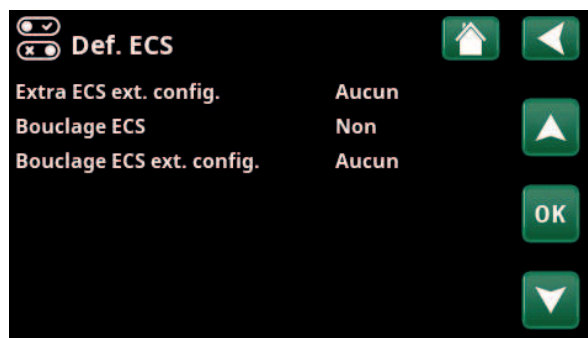 Def. ECS
Extra ECS ext. config. Aucun
Bouclage ECS Non
Bouclage ECS ext. config. Aucun
OK